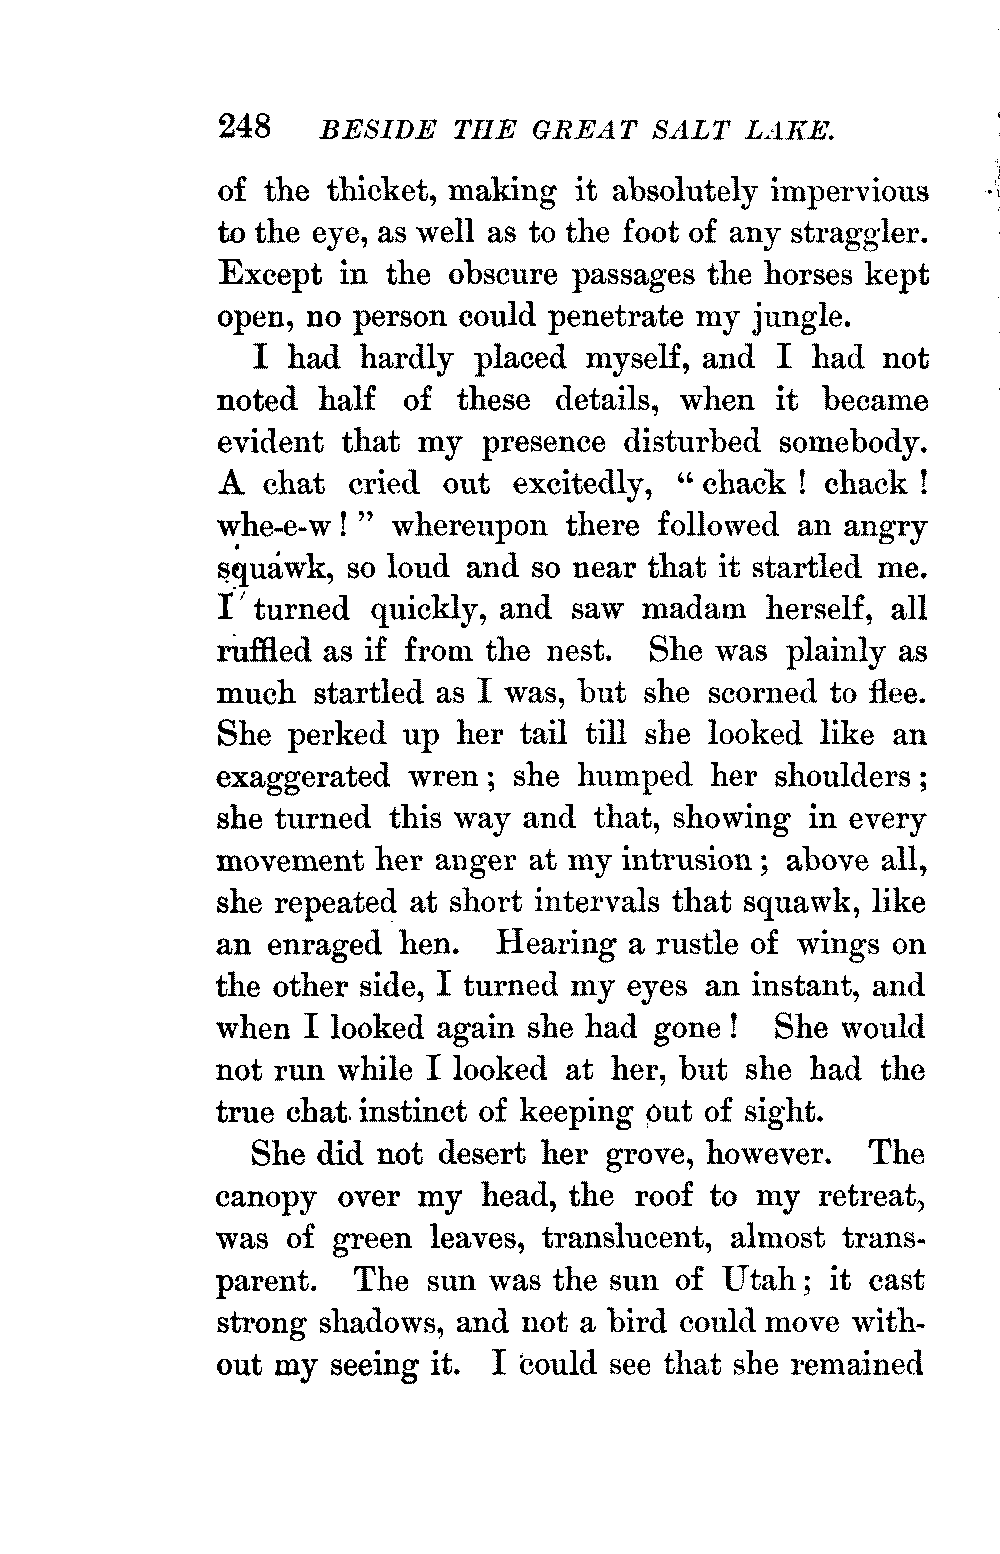 248 BESIDE THE GREAT SALT LAKE.
of the thicket, making it absolutely impervious
to the eye, as well as to the foot of any straggler.
Except in the obscure passages the horses kept
open, no person could penetrate my jungle.
I had hardly placed myself, and I had not
noted half of these details, when it became
evident that my presence disturbed somebody.
A chat cried out excitedly, “ chack ! chack !
whe-e-w ! ” whereupon there followed an angry
squawk, so loud and so near that it startled me.
I turned quickly, and saw madam herself, all
ruffled as if from the nest. She was plainly as
much startled as I was, but she scorned to flee.
She perked up her tail till she looked like an
exaggerated wren ; she humped her shoulders ;
she turned this way and that, showing in every
movement her anger at my intrusion ; above all,
she repeated at short intervals that squawk, like
an enraged hen. Hearing a rustle of wings on
the other side, I turned my eyes an instant, and
when I looked again she had gone ! She would
not run while I looked at her, but she had the
true chat instinct of keeping out of sight.
She did not desert her grove, however. The
canopy over my head, the roof to my retreat,
was of green leaves, translucent, almost trans-
parent. The sun was the sun of Utah ; it cast
strong shadows, and not a bird could move with-
out my seeing it. I could see that she remained